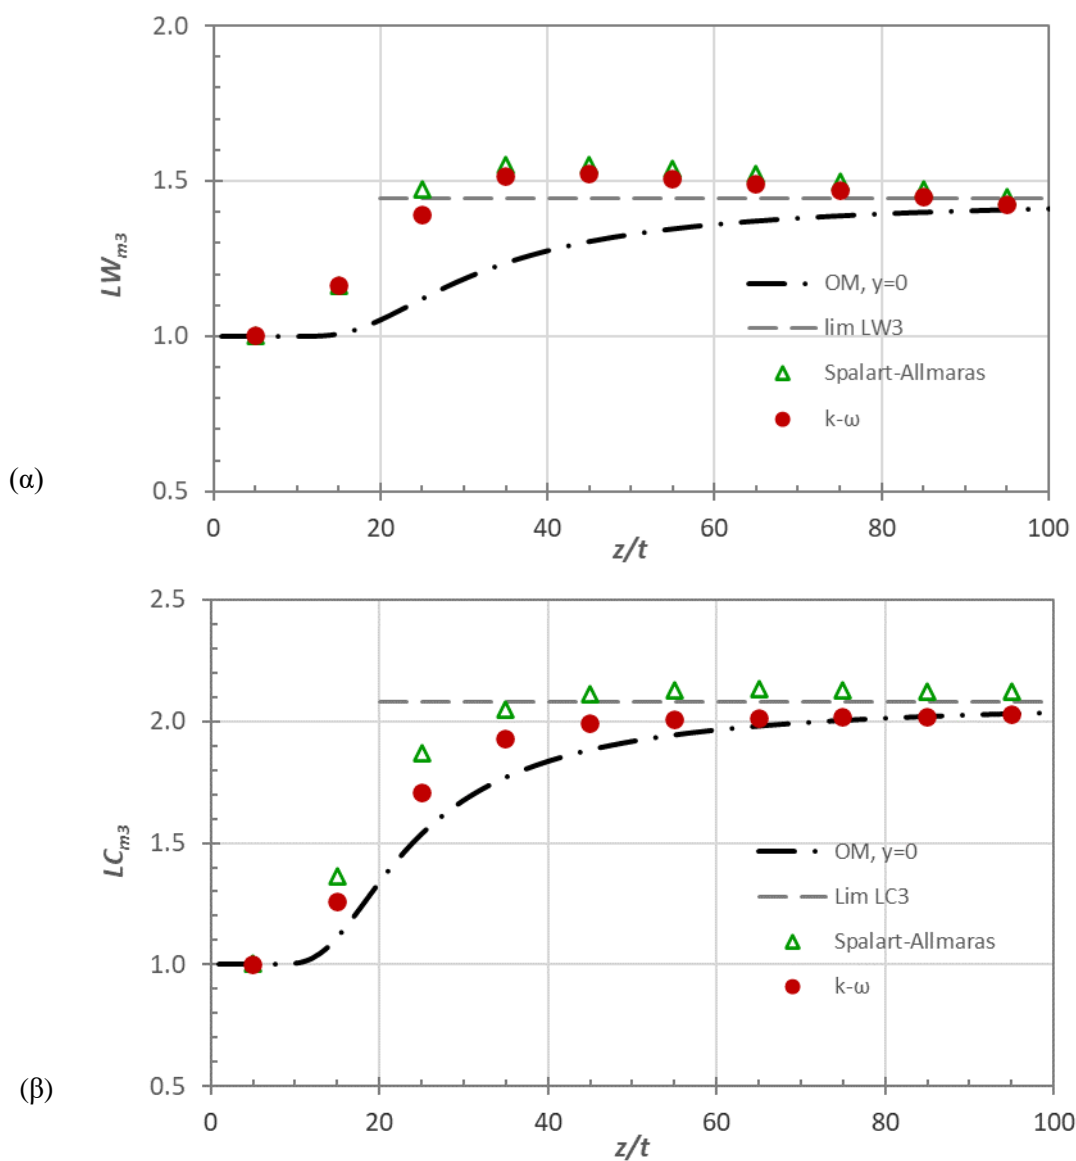 2.0
1.5
1.0
0.5
LWm3
OM, y=0
lim LW3
Spalart-Allmaras
k-ω
(α)
0 20 40 60 80 100
z/t
2.5
2.0
1.5
1.0
0.5
LCm3
OM, y=0
Lim LC3
Spalart-Allmaras
k-ω
(β)
0 20 40 60 80 100
z/t